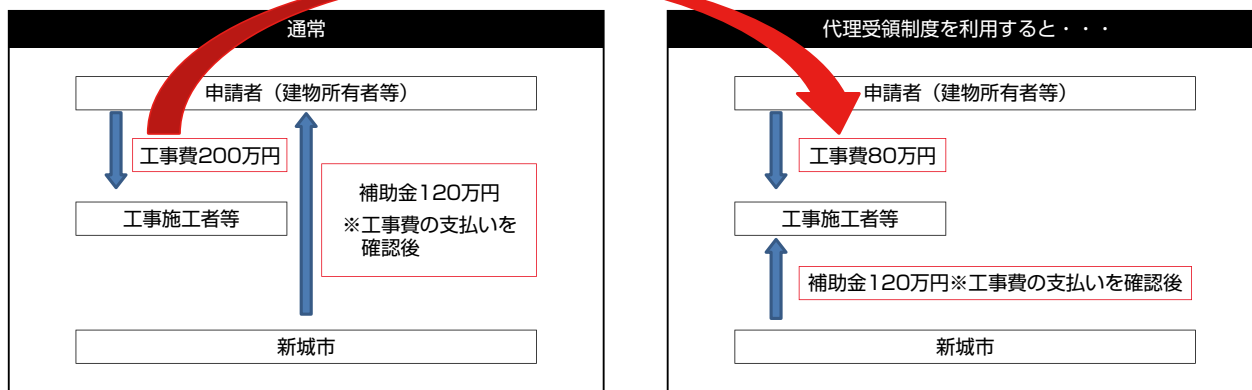 通常
申請者（建物所有者等）
工事費200万円
補助金120万円
※工事費の支払いを
確認後
工事施工者等
新城市
代理受領制度を利用すると・・・
申請者（建物所有者等）
工事費80万円
工事施工者等
補助金120万円※工事費の支払いを確認後
新城市